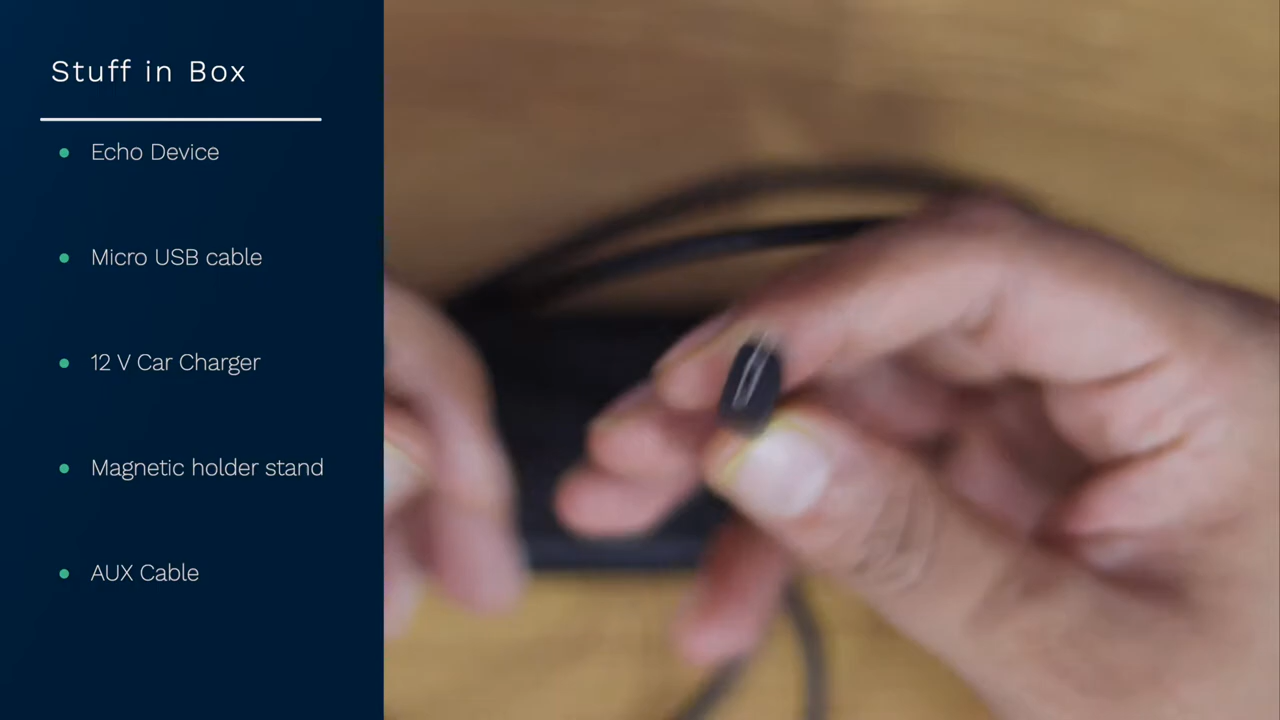 Stuff in Box
Echo Device
Micro USB cable
12 V Car Charger
Magnetic holder stand
AUX Cable